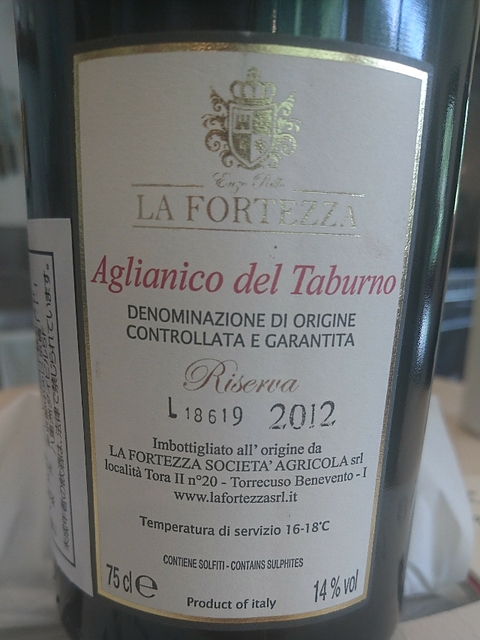 LA FORTEZZA
Aglianico del Taburno
DENOMINAZIONE DI ORIGINE
CONTROLLATA E GARANTITA
Riserva
L18619 2012
Imbottigliato all' origine da
LA FORTEZZA SOCIETA' AGRICOLA srl
località Tora II n°20 - Torrecuso Benevento - I
www.lafortezzasrl.it
Temperatura di servizio 16-18°C
CONTIENE SOLFITI - CONTAINS SULPHITES
75 cl e
14 % vol
Product of italy